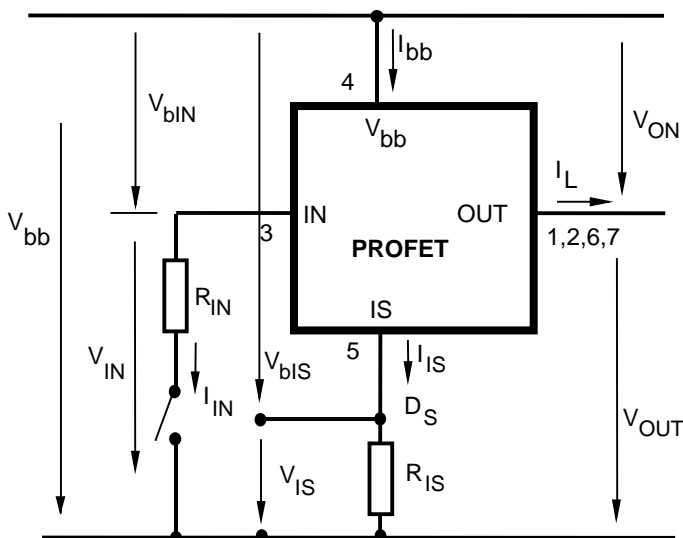 I_bb
4
V_bb
V_bIN
V_ON
I_L
V_bb
3
IN
OUT
PROFET
1,2,6,7
R_IN
IS
5
I_IS
V_IN
V_bIS
I_IN
D_S
V_OUT
V_IS
R_IS